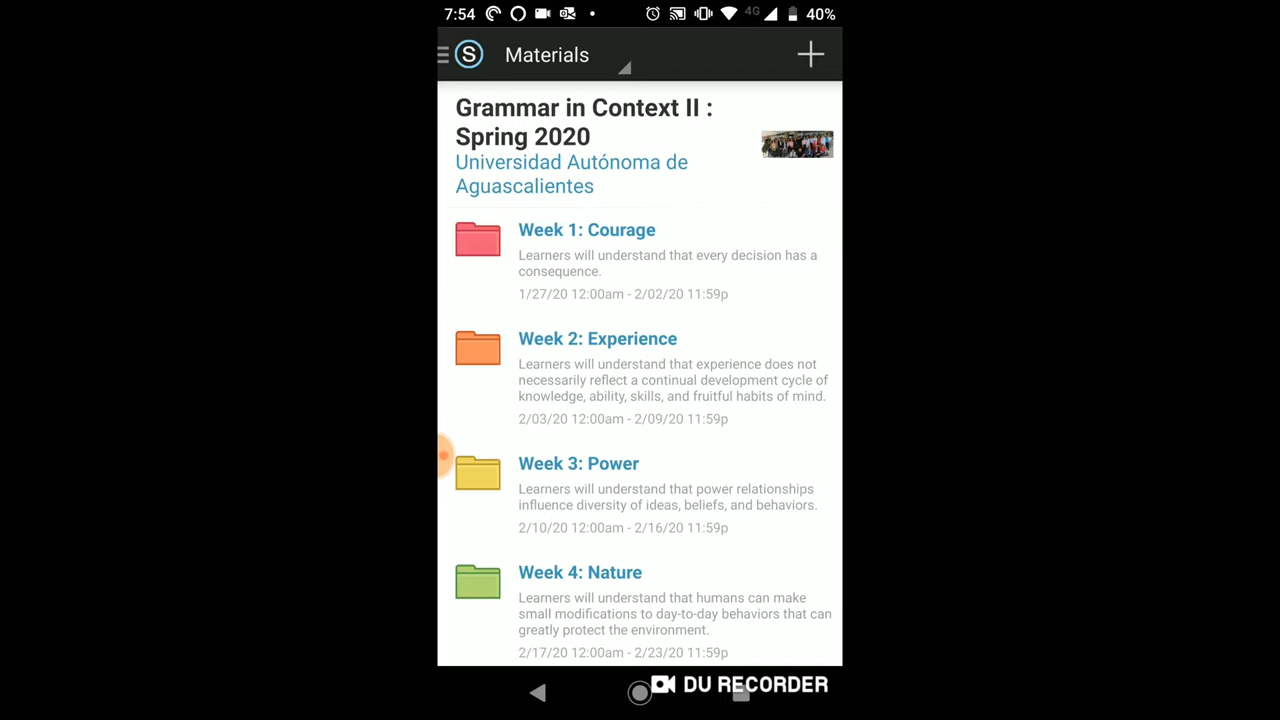 7:54
4G
40%
S
Materials
Grammar in Context II :
Spring 2020
Universidad Autónoma de
Aguascalientes
Week 1: Courage
Learners will understand that every decision has a
consequence.
1/27/20 12:00am - 2/02/20 11:59p
Week 2: Experience
Learners will understand that experience does not
necessarily reflect a continual development cycle of
knowledge, ability, skills, and fruitful habits of mind.
2/03/20 12:00am - 2/09/20 11:59p
Week 3: Power
Learners will understand that power relationships
influence diversity of ideas, beliefs, and behaviors.
2/10/20 12:00am - 2/16/20 11:59p
Week 4: Nature
Learners will understand that humans can make
small modifications to day-to-day behaviors that can
greatly protect the environment.
2/17/20 12:00am - 2/23/20 11:59p
DU RECORDER